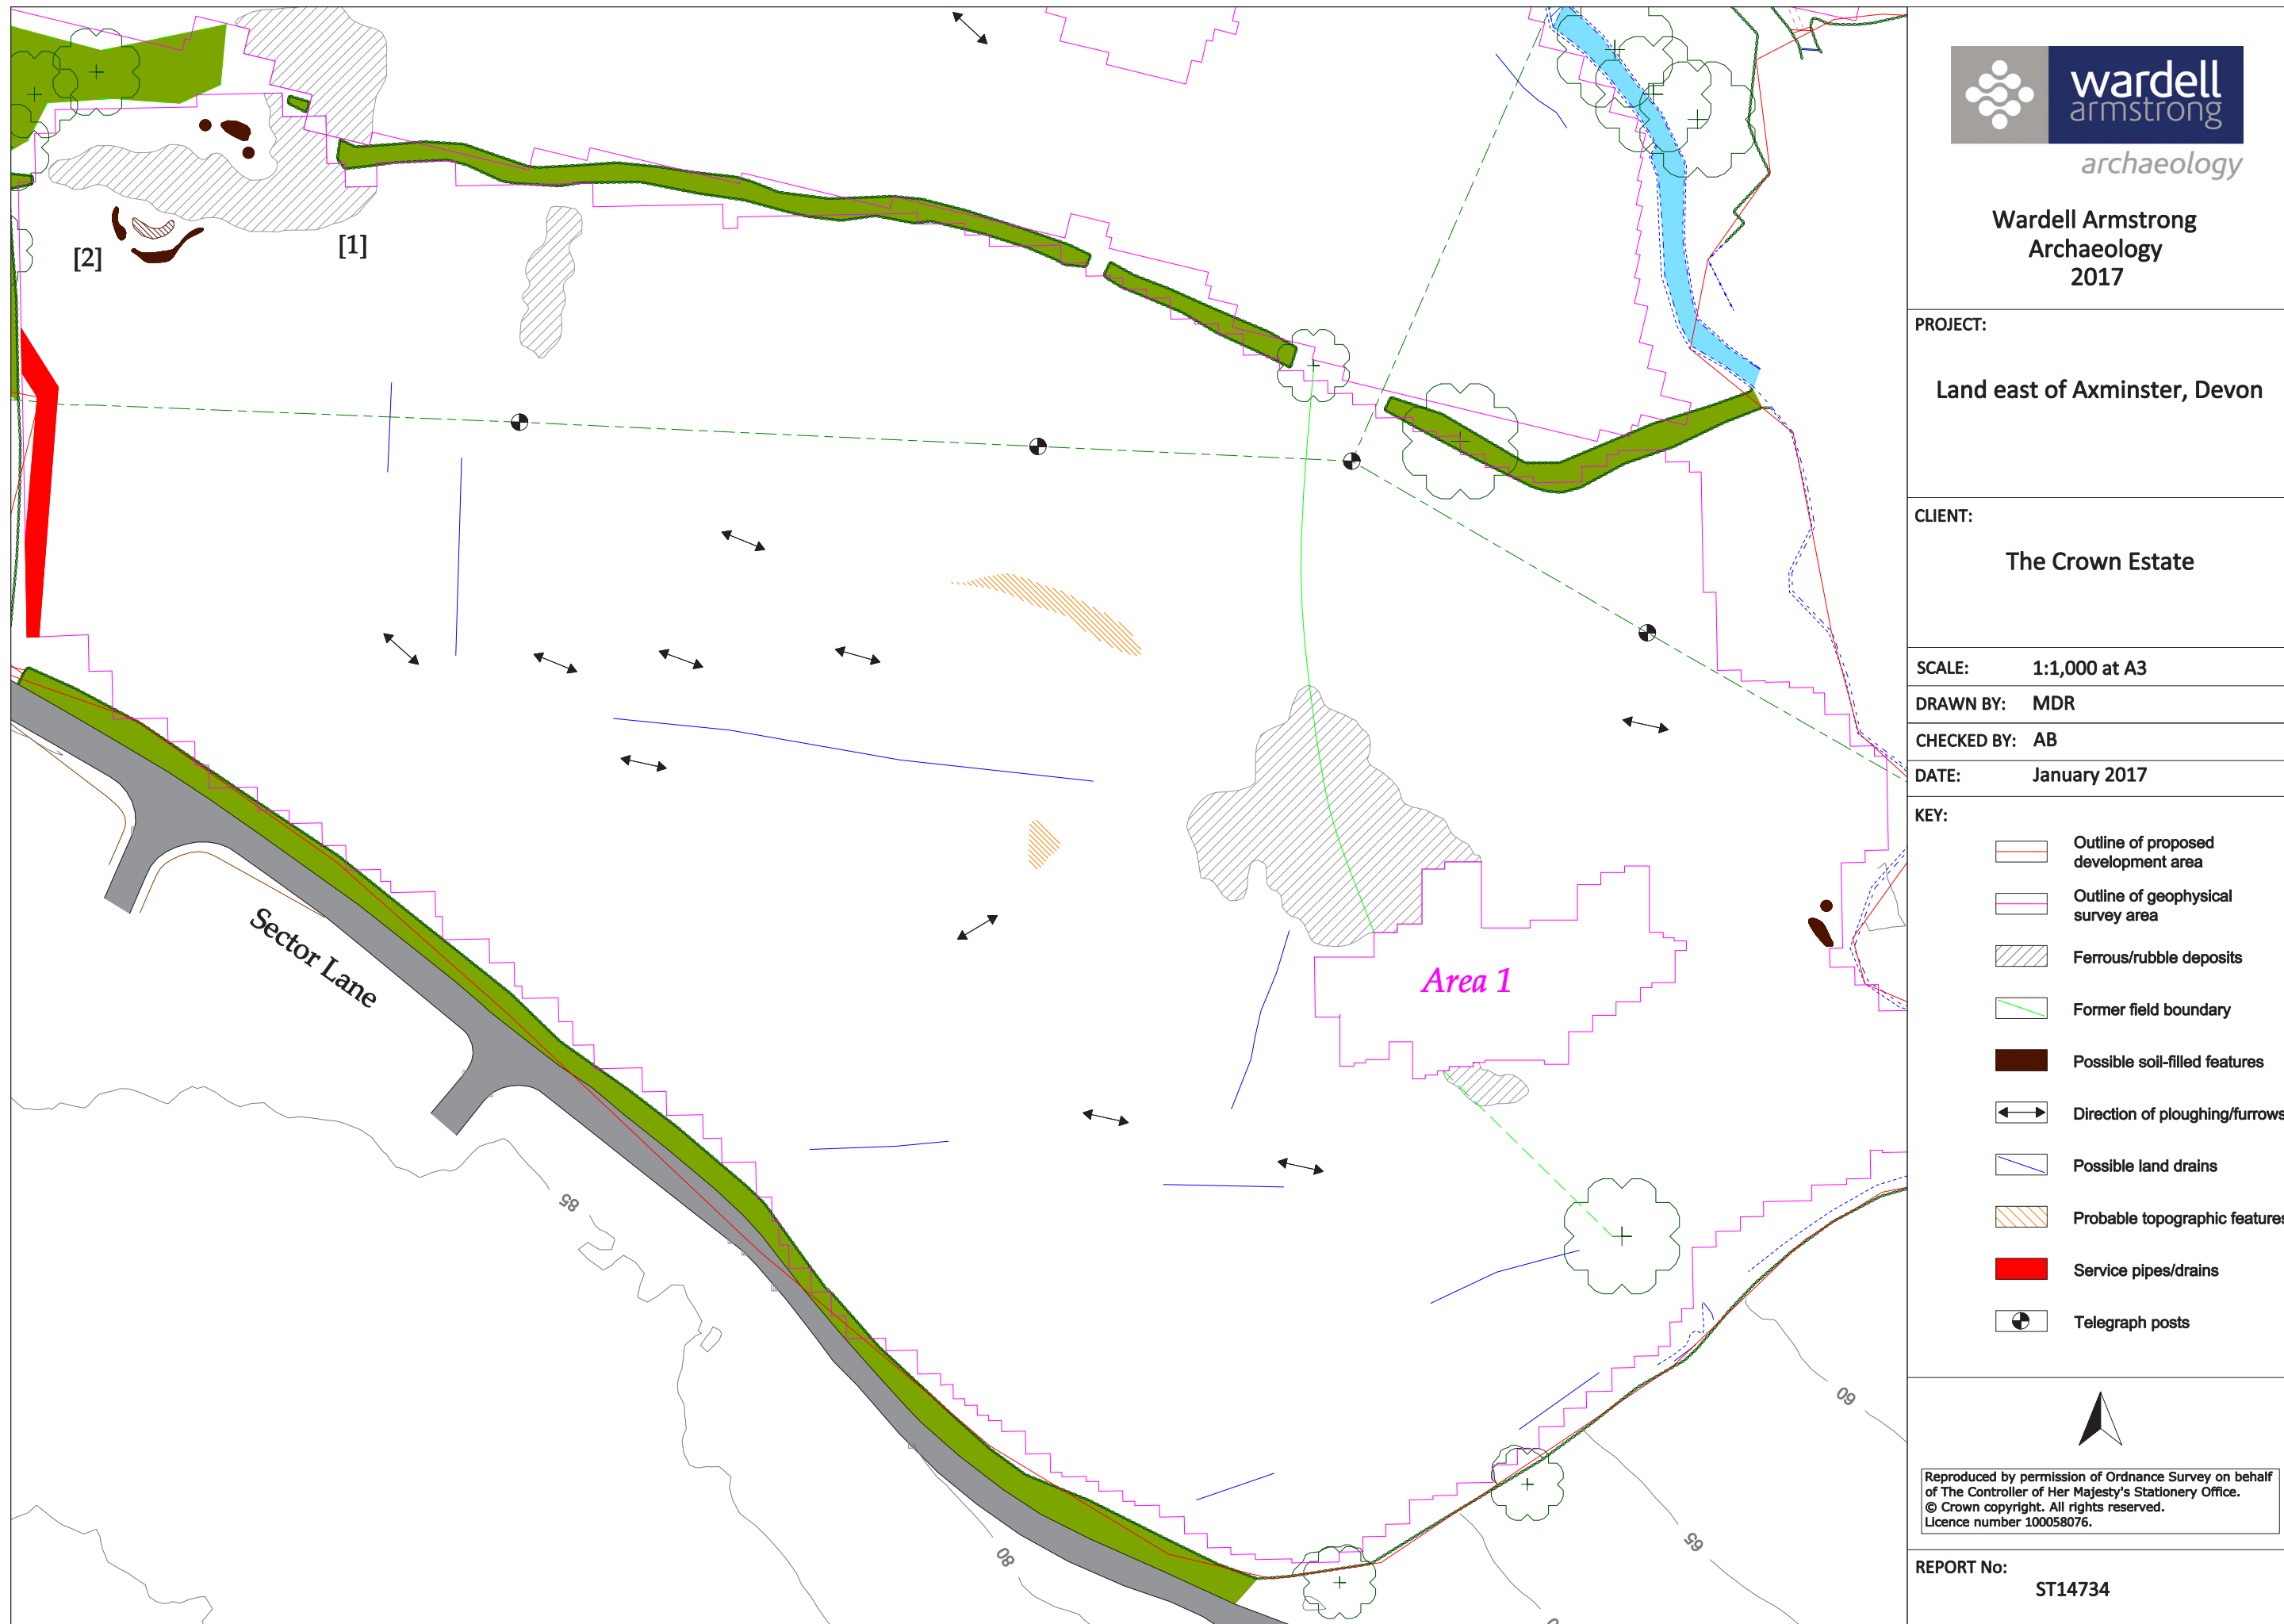 [2]
[1]
Sector Lane
Area 1
85
80
65
60
wardell
armstrong
archaeology
Wardell Armstrong
Archaeology
2017
PROJECT:
Land east of Axminster, Devon
CLIENT:
The Crown Estate
SCALE: 1:1,000 at A3
DRAWN BY: MDR
CHECKED BY: AB
DATE: January 2017
KEY:
Outline of proposed
development area
Outline of geophysical
survey area
Ferrous/rubble deposits
Former field boundary
Possible soil-filled features
Direction of ploughing/furrows
Possible land drains
Probable topographic features
Service pipes/drains
Telegraph posts
Reproduced by permission of Ordnance Survey on behalf
of The Controller of Her Majesty's Stationery Office.
© Crown copyright. All rights reserved.
Licence number 100058076.
REPORT No:
ST14734